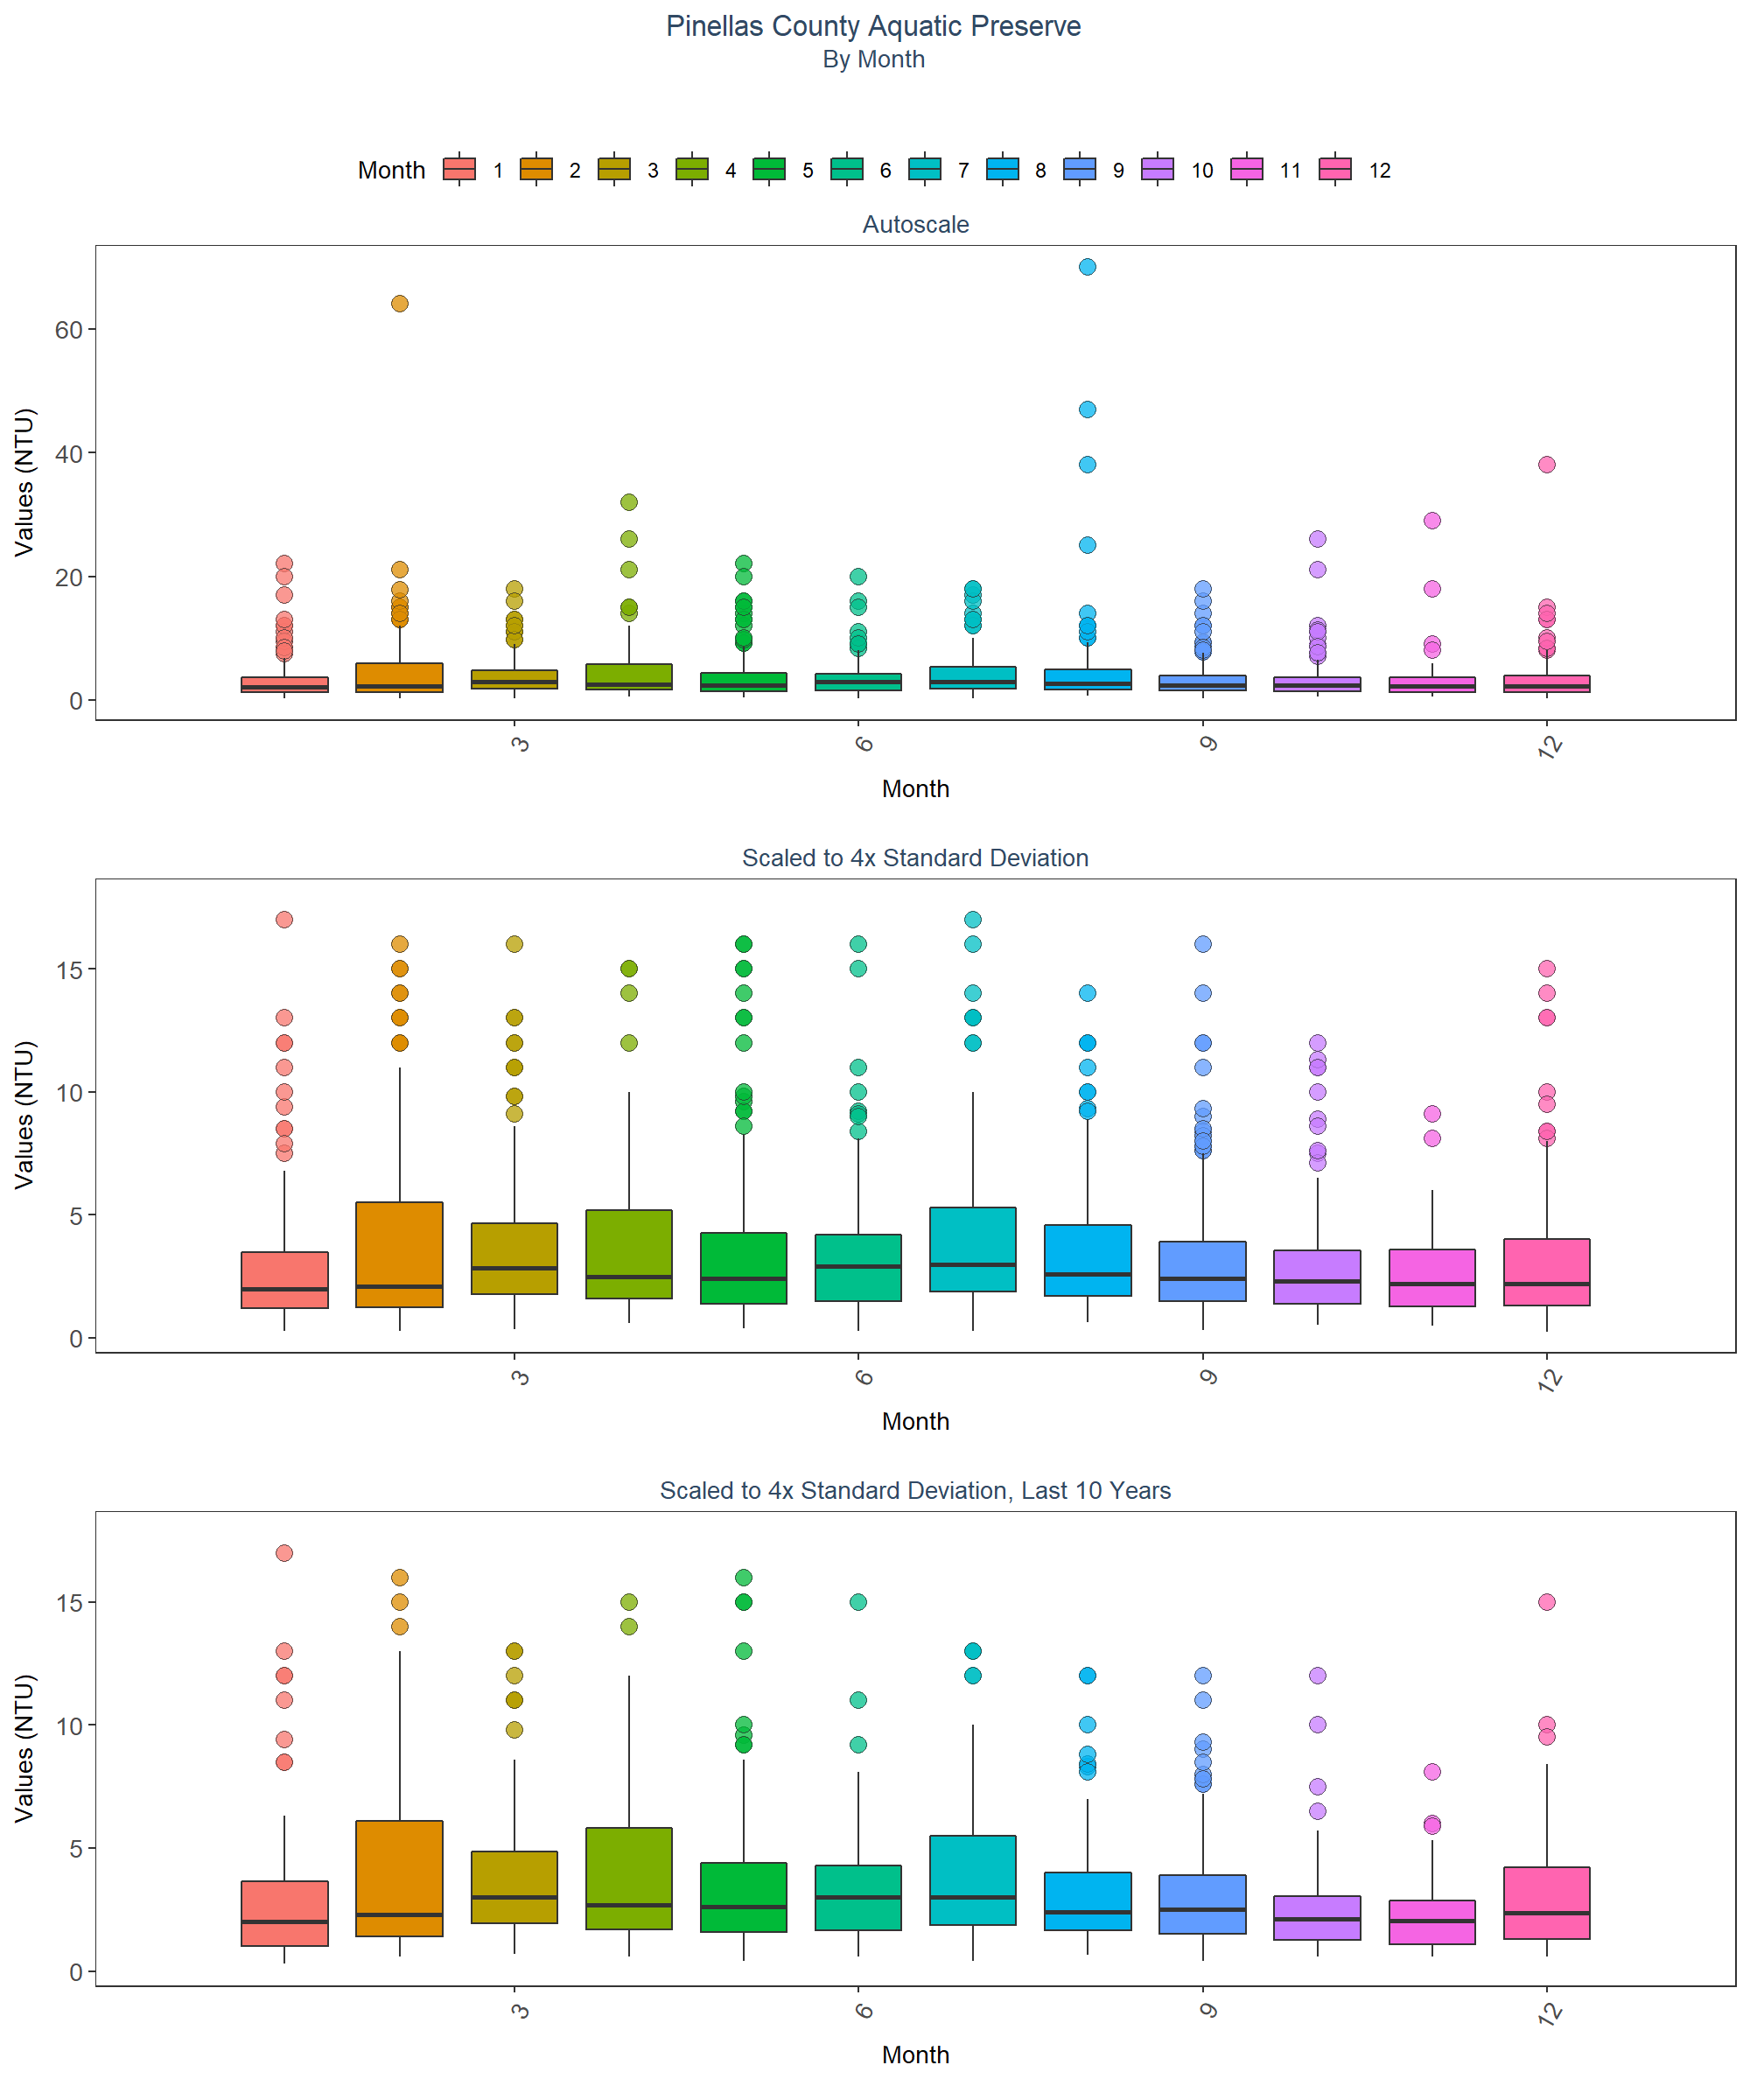 Pinellas County Aquatic Preserve
By Month
Month 1 2 3 4 5 6 7 8 9 10 11 12
Autoscale
Values (NTU)
60
40
20
0
3 6 9 12
Month
Scaled to 4x Standard Deviation
Values (NTU)
15
10
5
0
3 6 9 12
Month
Scaled to 4x Standard Deviation, Last 10 Years
Values (NTU)
15
10
5
0
3 6 9 12
Month